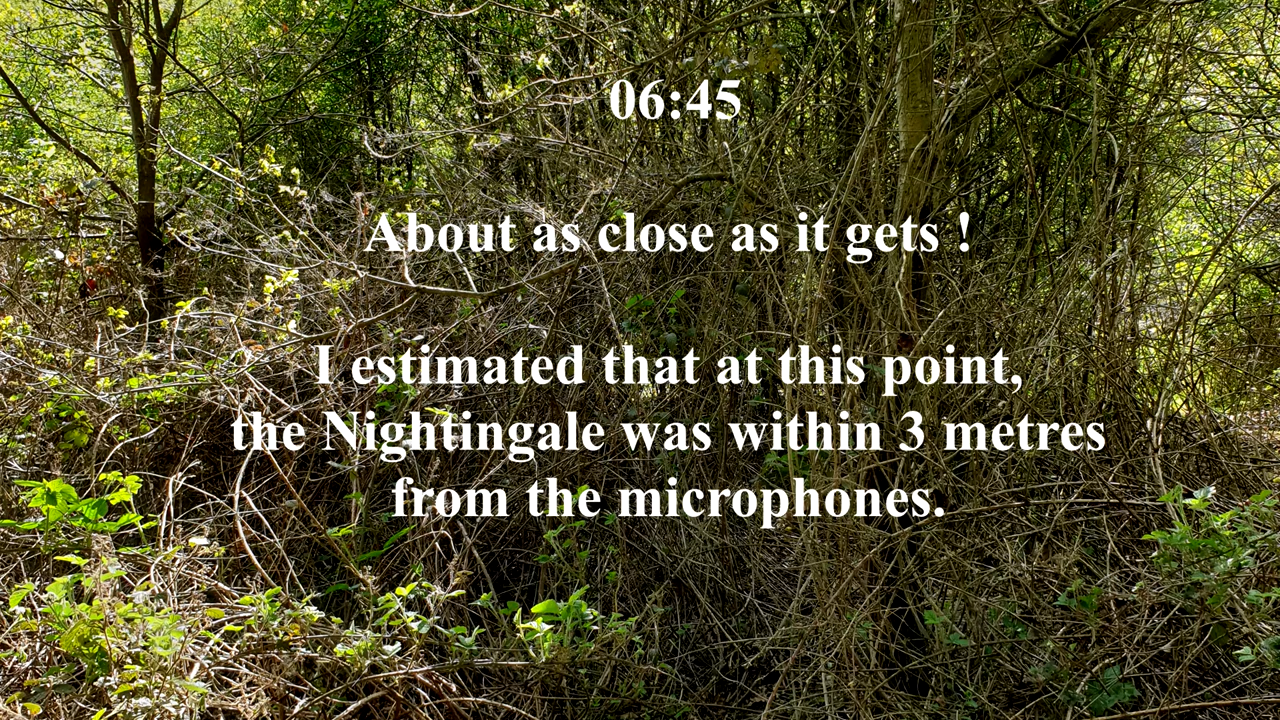 06:45
About as close as it gets !
I estimated that at this point,
the Nightingale was within 3 metres
from the microphones.